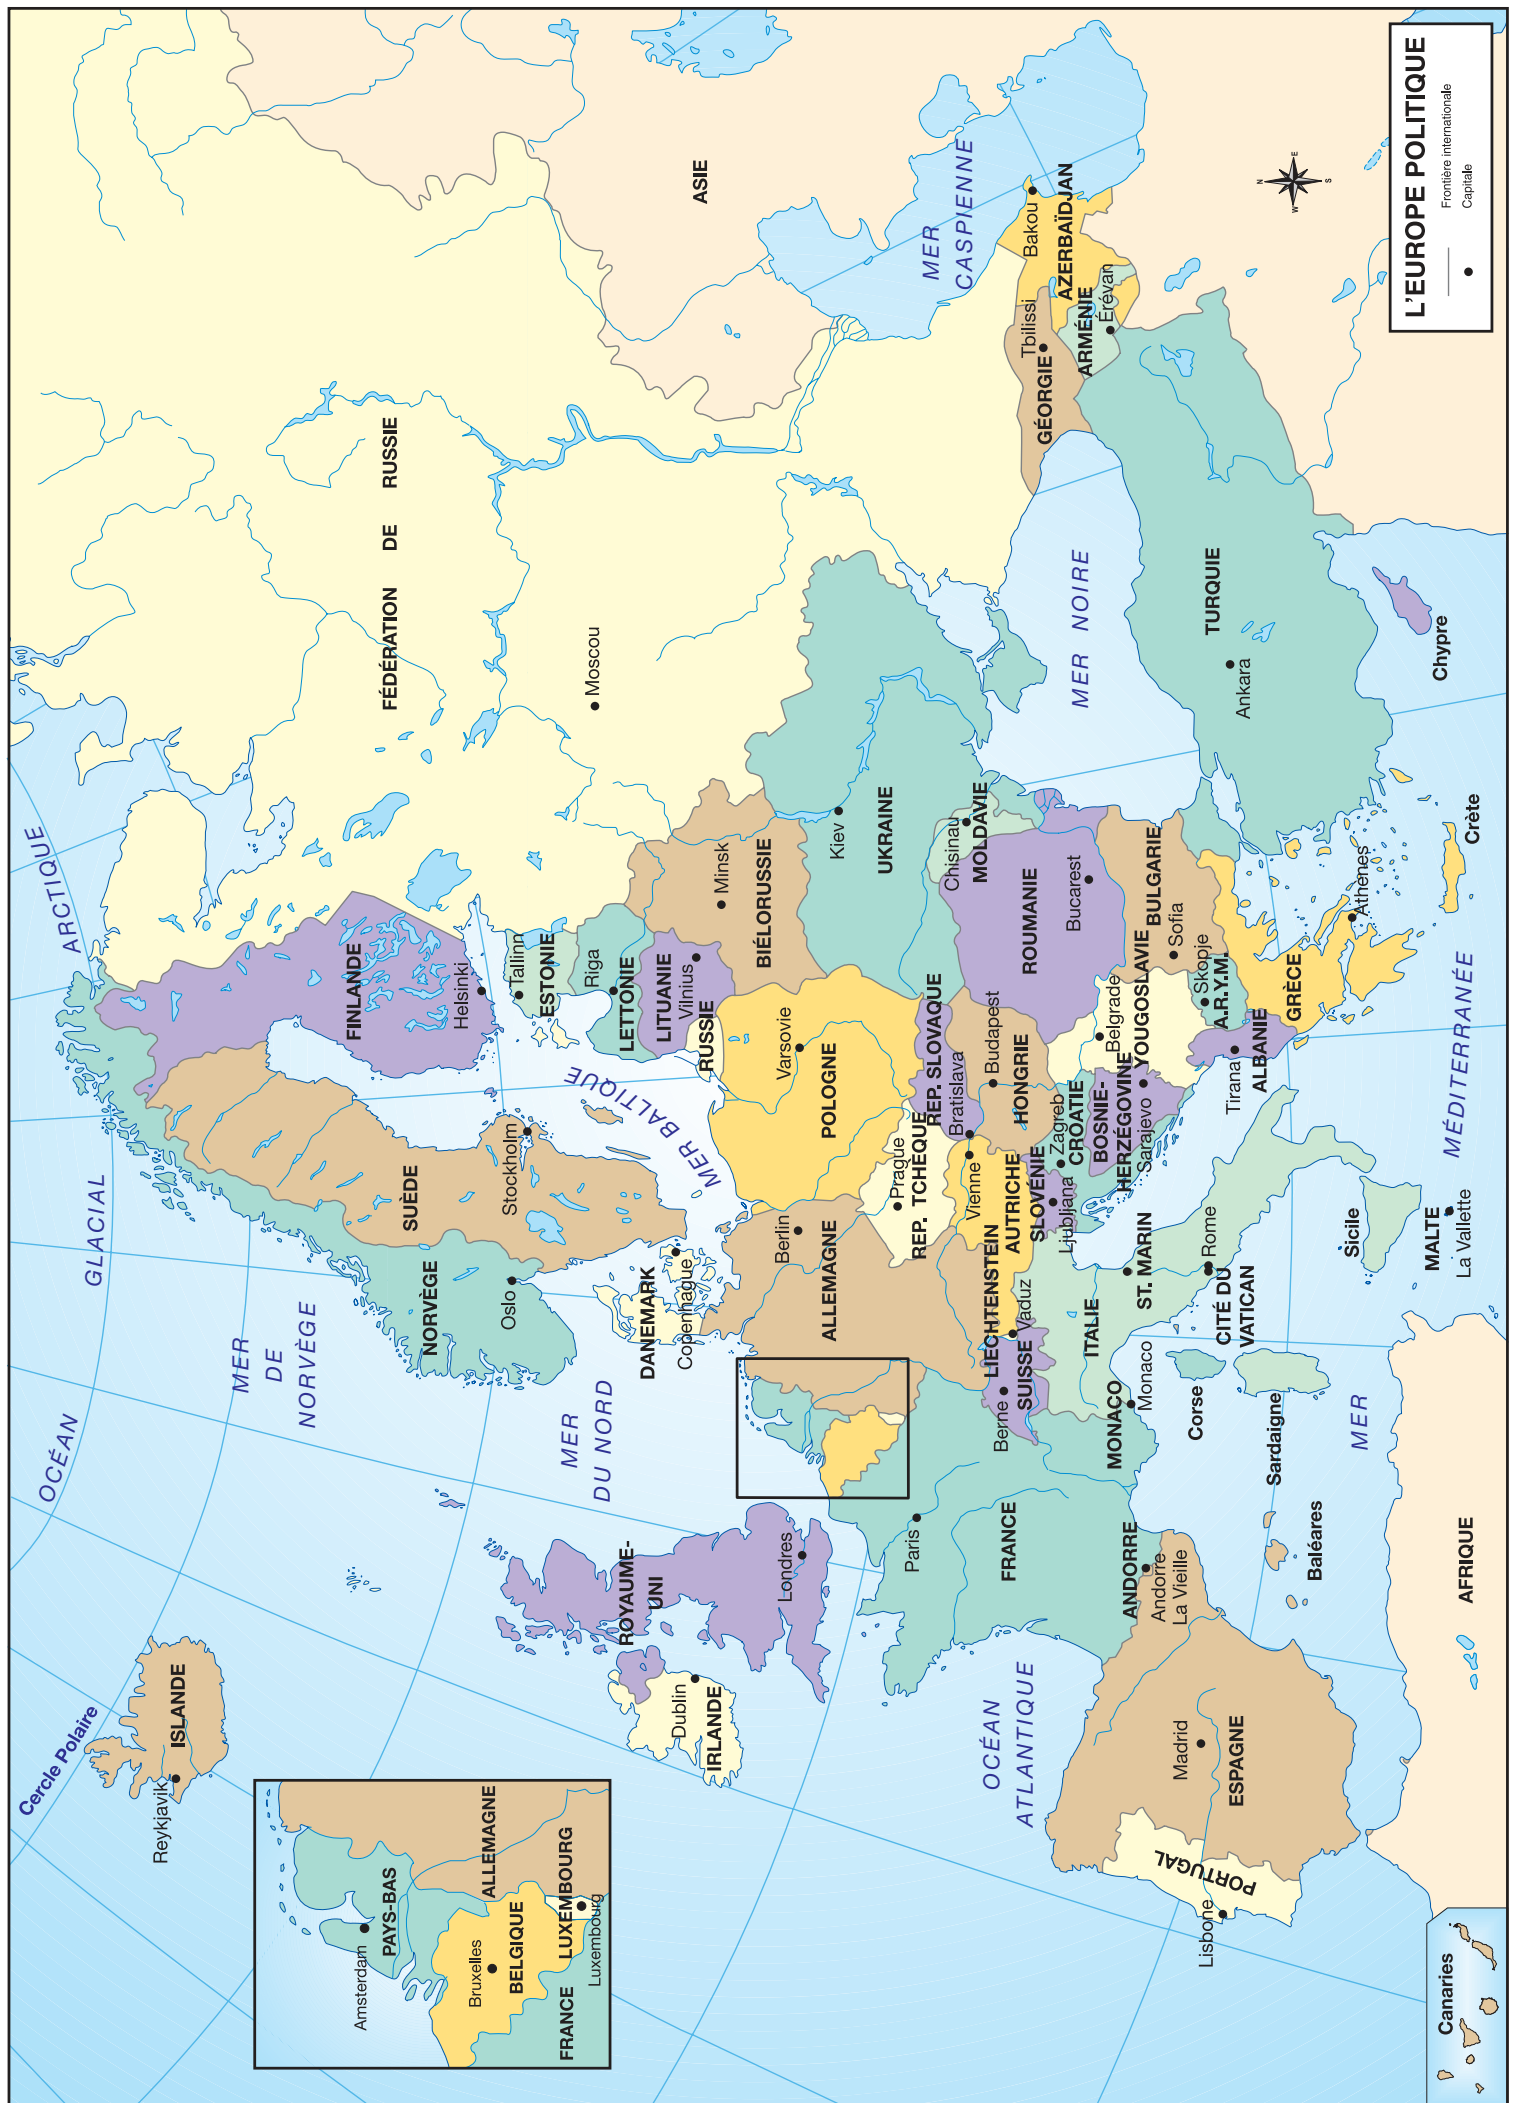 L'EUROPE POLITIQUE
Frontière internationale
Capitale
N
E
S
W
Cercle Polaire
OCÉAN
GLACIAL
ARCTIQUE
MER
DE
NORVÈGE
MER
DU NORD
MER BALTIQUE
OCÉAN
ATLANTIQUE
MER
MÉDITERRANÉE
MER NOIRE
MER
CASPIENNE
ASIE
AFRIQUE
ISLANDE
Reykjavik
NORVÈGE
Oslo
SUÈDE
Stockholm
FINLANDE
Helsinki
FÉDÉRATION DE RUSSIE
Moscou
ESTONIE
Tallinn
LETTONIE
Riga
LITUANIE
Vilnius
RUSSIE
BIÉLORUSSIE
Minsk
DANEMARK
Copenhague
ROYAUME-
UNI
Londres
IRLANDE
Dublin
POLOGNE
Varsovie
ALLEMAGNE
Berlin
REP. TCHEQUE
Prague
REP. SLOVAQUE
Bratislava
UKRAINE
Kiev
MOLDAVIE
Chisinau
ROUMANIE
Bucarest
HONGRIE
Budapest
AUTRICHE
Vienne
LIECHTENSTEIN
Vaduz
SUISSE
Berne
FRANCE
Paris
SLOVÉNIE
Ljubljana
CROATIE
Zagreb
BOSNIE-
HERZÉGOVINE
Sarajevo
YOUGOSLAVIE
Belgrade
BULGARIE
Sofia
A.R.Y.M.
Skopje
ALBANIE
Tirana
GRÈCE
Athènes
Crète
TURQUIE
Ankara
Chypre
GÉORGIE
Tbilissi
ARMÉNIE
Érévan
AZERBAÏDJAN
Bakou
ITALIE
Rome
ST. MARIN
CITÉ DU
VATICAN
Sicile
MALTE
La Vallette
MONACO
Monaco
Corse
Sardaigne
Baléares
ANDORRE
Andorre
La Vieille
ESPAGNE
Madrid
PORTUGAL
Lisbone
Canaries
PAYS-BAS
Amsterdam
ALLEMAGNE
BELGIQUE
Bruxelles
LUXEMBOURG
Luxembourg
FRANCE